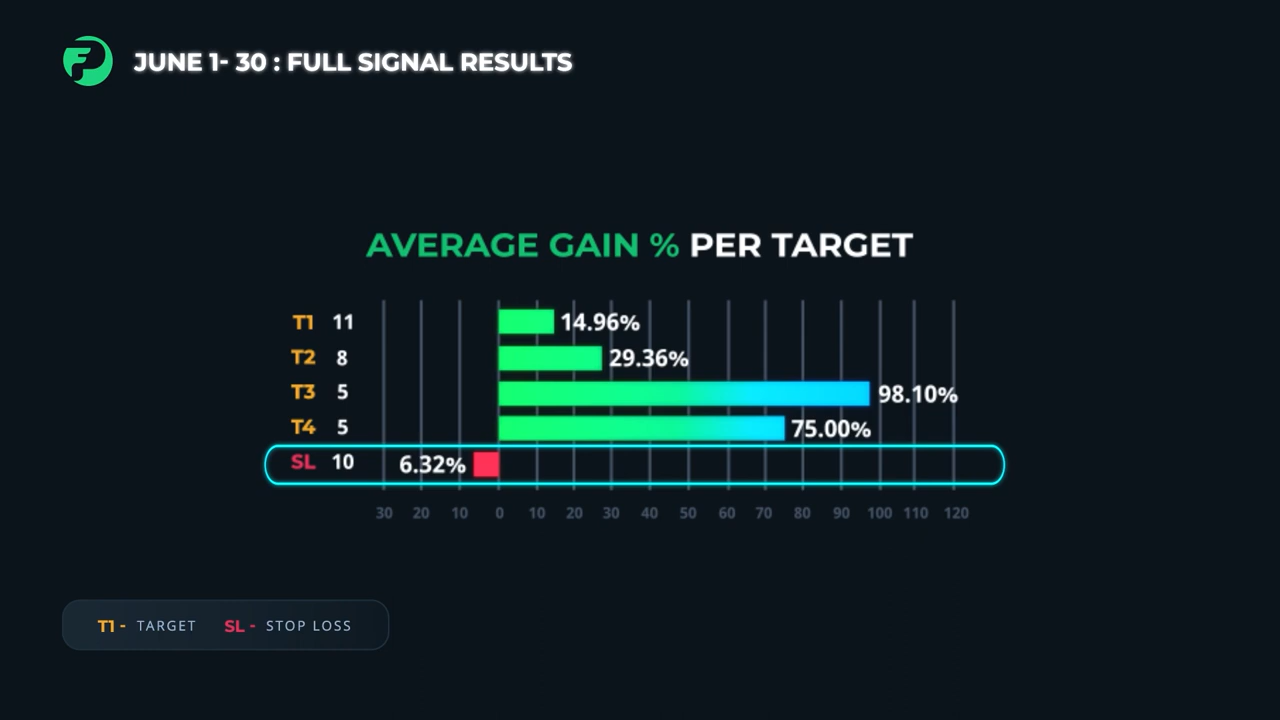 JUNE 1- 30 : FULL SIGNAL RESULTS
AVERAGE GAIN % PER TARGET
T1 11 14.96%
T2 8 29.36%
T3 5 98.10%
T4 5 75.00%
SL 10 6.32%
30 20 10 0 10 20 30 40 50 60 70 80 90 100 110 120
T1 - TARGET SL - STOP LOSS